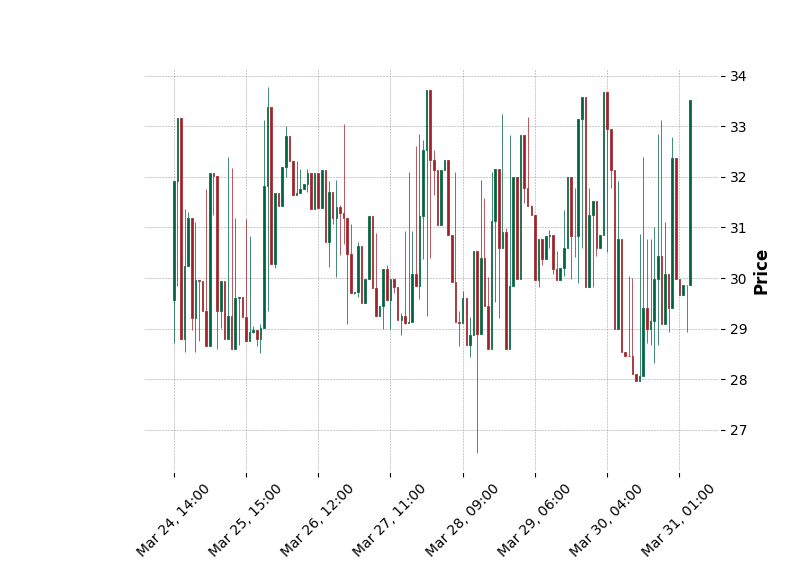 34
33
32
31
30
29
28
27
Price
Mar 24, 14:00
Mar 25, 15:00
Mar 26, 12:00
Mar 27, 11:00
Mar 28, 09:00
Mar 29, 06:00
Mar 30, 04:00
Mar 31, 01:00